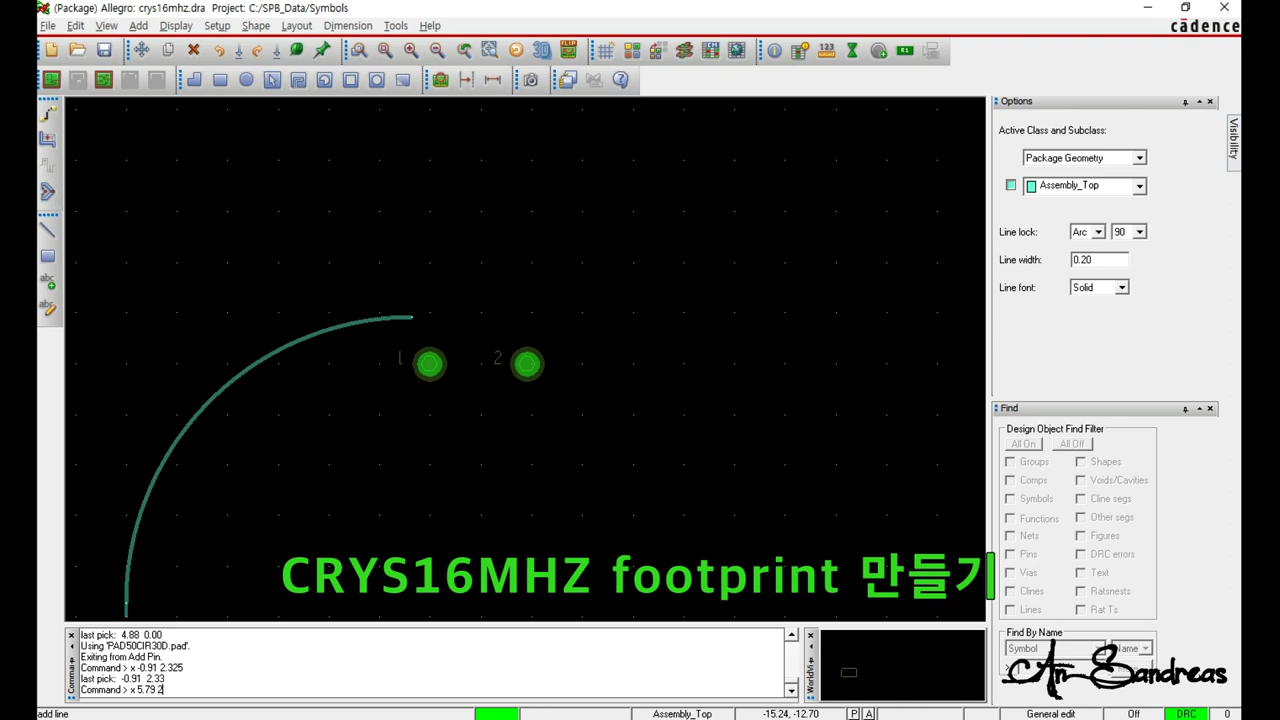 (Package) Allegro: crys16mhz.dra Project: C:/SPB_Data/Symbols
File Edit View Add Display Setup Shape Layout Dimension Tools Help
cādence
Options
Active Class and Subclass:
Package Geometry
Assembly_Top
Line lock: Arc 90
Line width: 0.20
Line font: Solid
Visibility
1 2
Find
Design Object Find Filter
All On All Off
Groups Shapes
Comps Voids/Cavities
Symbols Cline segs
Functions Other segs
Nets Figures
Pins DRC errors
Vias Text
Clines Ratsnests
Lines Rat Ts
Find By Name
Symbol Name
CRYS16MHZ footprint 만들기
last pick: 4.88 0.00
Using 'PAD50CIR30D.pad'.
Exiting from Add Pin.
Command > x -0.91 2.325
last pick: -0.91 2.33
Command > x 5.79 2
An Sandreas
add line Assembly_Top -15.24, -12.70 P A General edit Off DRC 0